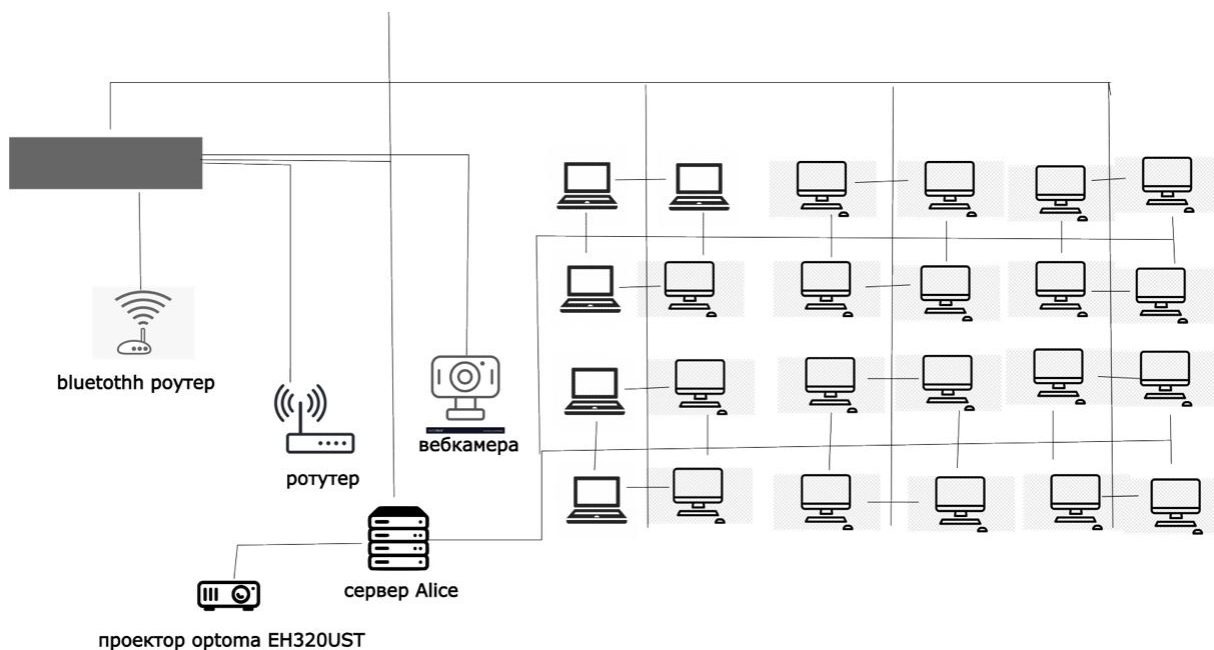 bluetothh роутер
ротутер
вебкамера
сервер Alice
проектор optoma EH320UST